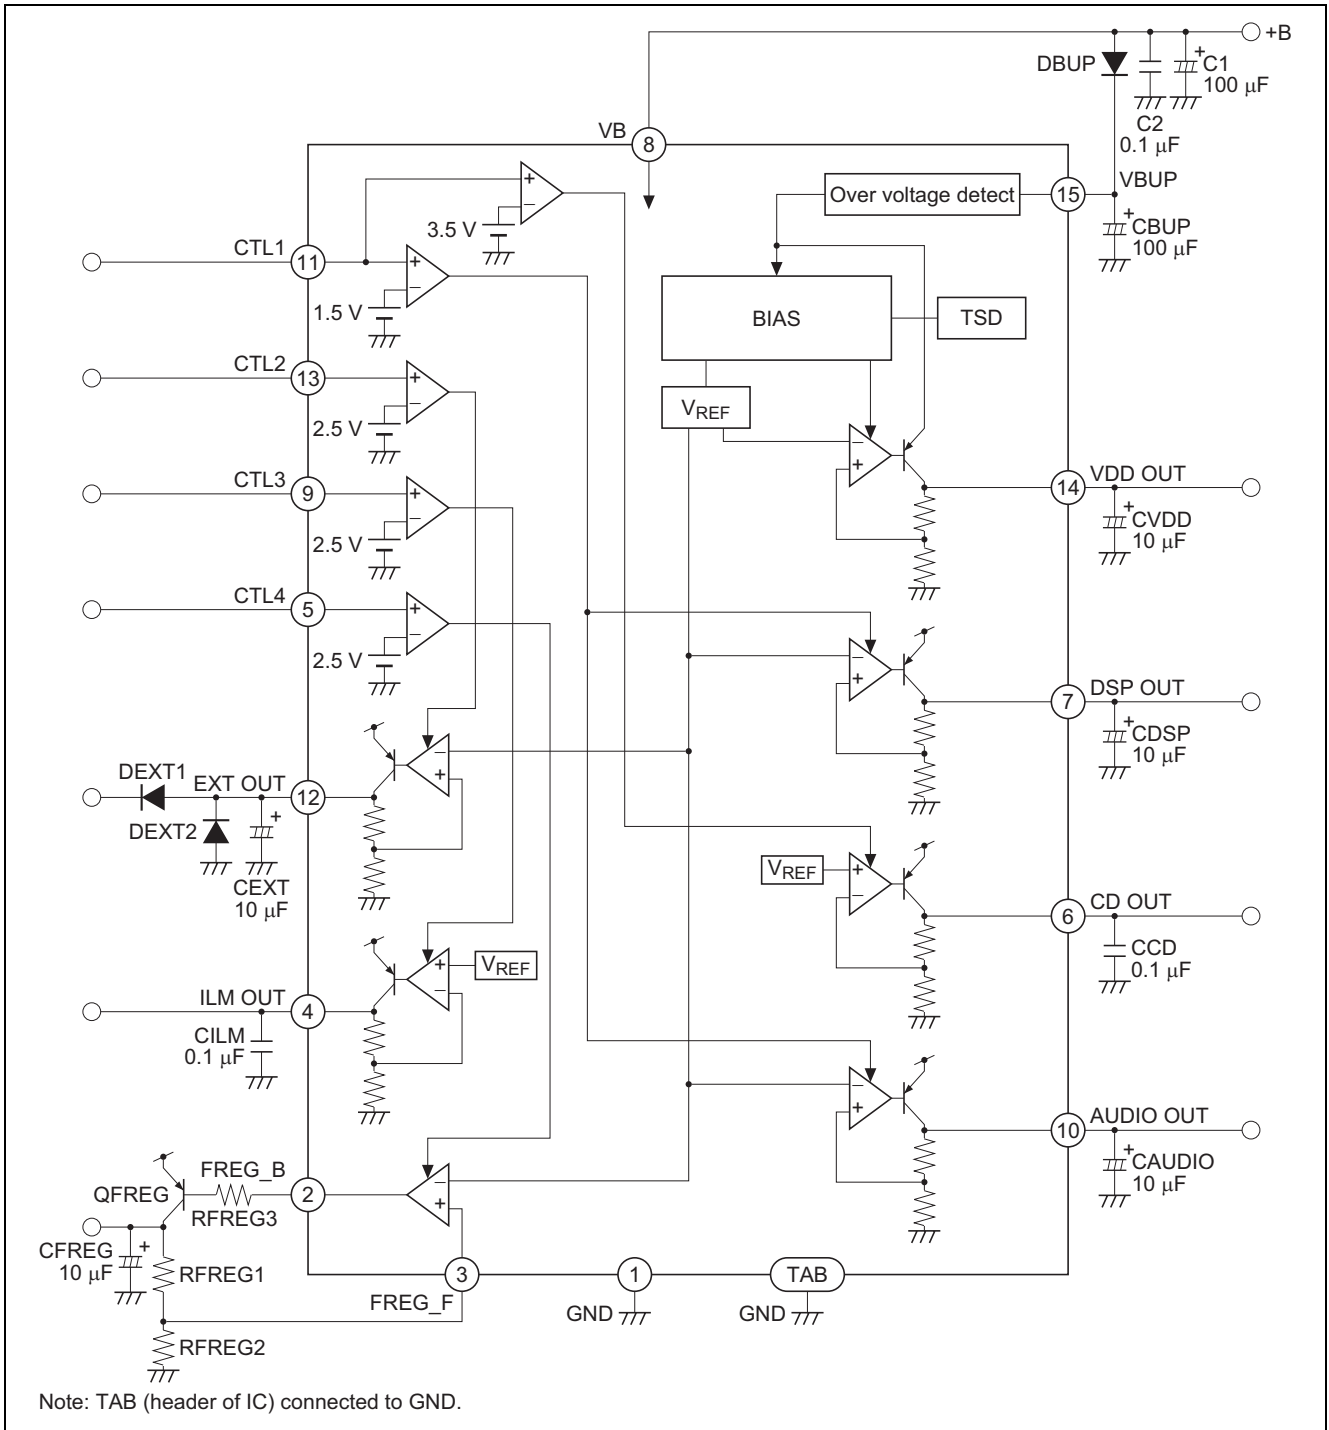 +B
DBUP
C1
100 μF
C2
0.1 μF
VB
8
VBUP
15
Over voltage detect
CBUP
100 μF
+
−
3.5 V
CTL1
11
+
−
1.5 V
BIAS
TSD
CTL2
13
+
−
2.5 V
VREF
−
+
CTL3
9
+
−
2.5 V
14
VDD OUT
+
CVDD
10 μF
CTL4
5
+
−
2.5 V
−
+
7
DSP OUT
+
CDSP
10 μF
DEXT1
EXT OUT
12
−
+
DEXT2
+
CEXT
10 μF
VREF
+
−
6
CD OUT
CCD
0.1 μF
ILM OUT
4
+
−
VREF
CILM
0.1 μF
−
+
10
AUDIO OUT
+
CAUDIO
10 μF
QFREG
FREG_B
RFREG3
2
−
+
CFREG
10 μF
+
RFREG1
RFREG2
3
FREG_F
1
GND
TAB
GND
Note: TAB (header of IC) connected to GND.